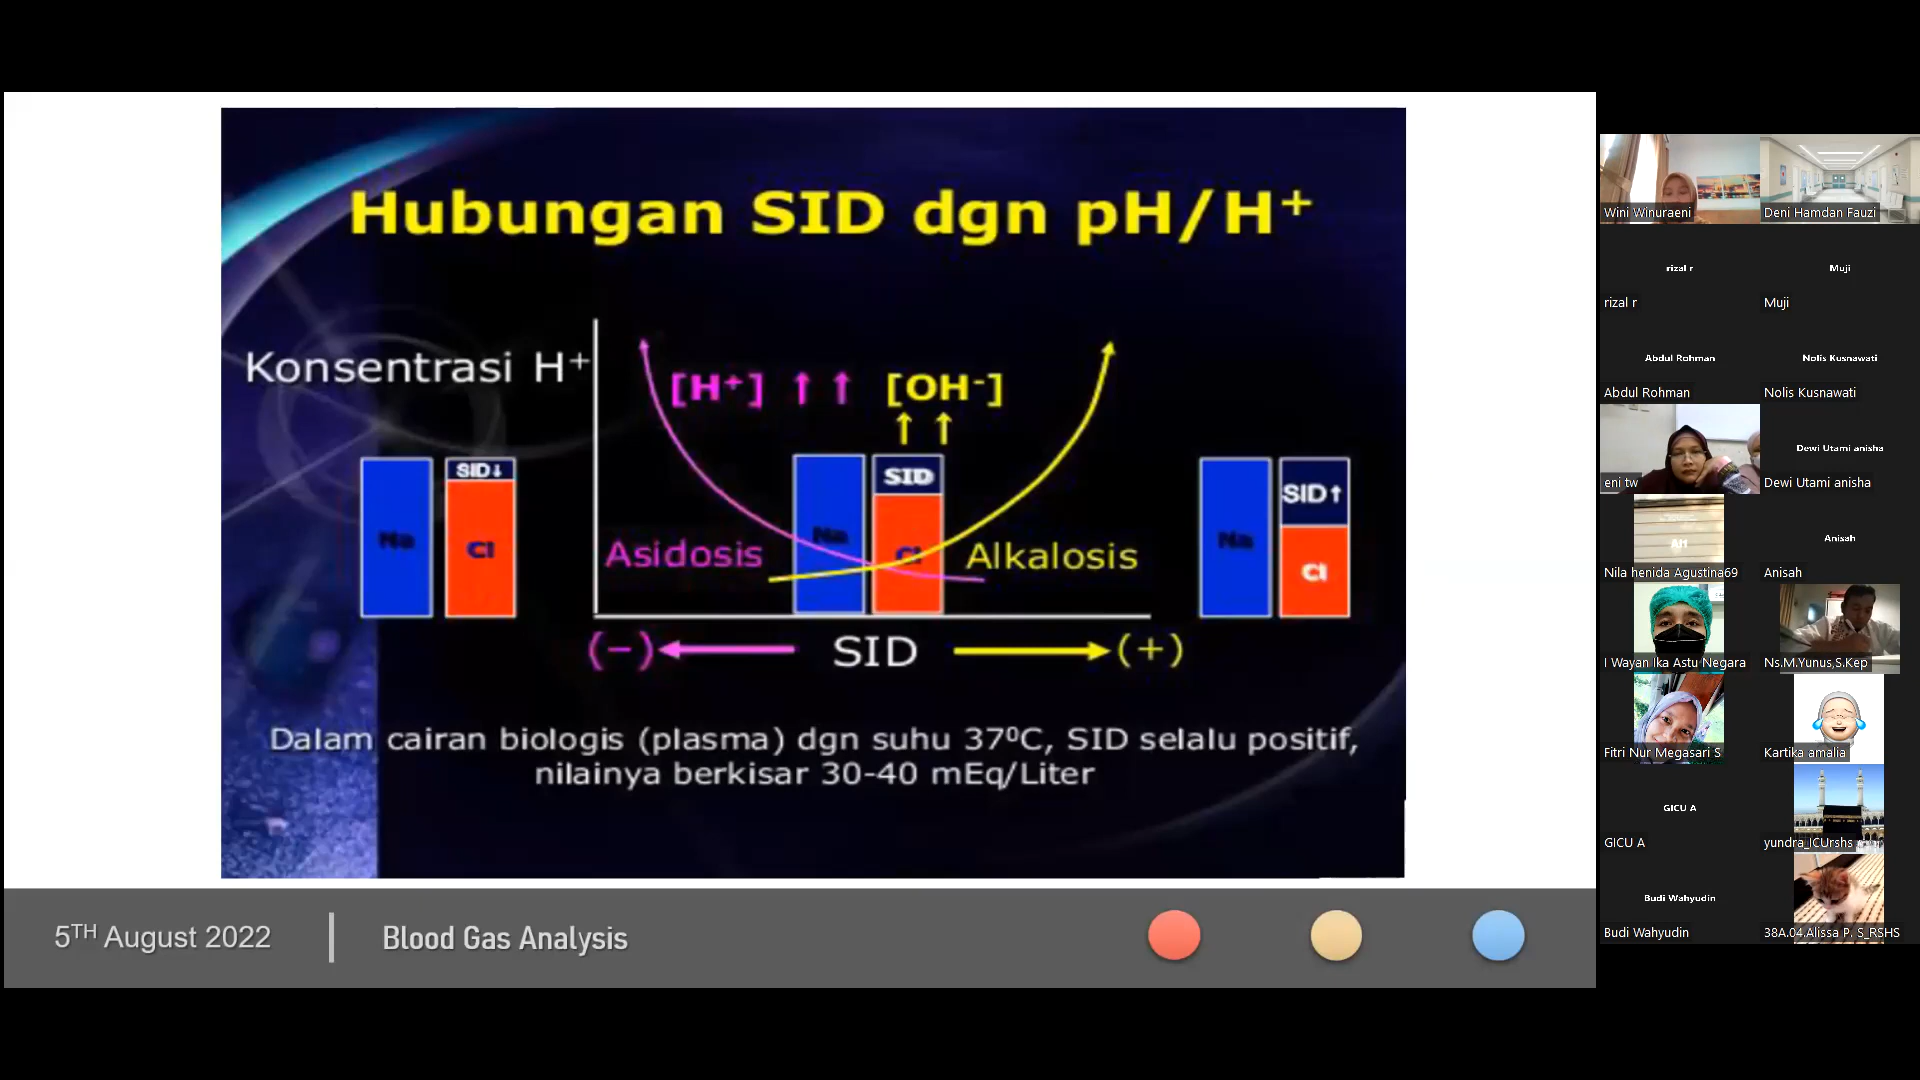 Hubungan SID dgn pH/H⁺
Konsentrasi H⁺
[H⁺] ↑ ↑
[OH⁻]
↑ ↑
Na
SID↓
Cl
Na
SID
Cl
Na
SID↑
Cl
Asidosis
Alkalosis
(-)
SID
(+)
Dalam cairan biologis (plasma) dgn suhu 37⁰C, SID selalu positif,
nilainya berkisar 30-40 mEq/Liter
5TH August 2022
Blood Gas Analysis
Wini Winuraeni
Deni Hamdan Fauzi
rizal r
rizal r
Muji
Muji
Abdul Rohman
Abdul Rohman
Nolis Kusnawati
Nolis Kusnawati
eni tw
Dewi Utami anisha
Dewi Utami anisha
Nila henida Agustina69
Anisah
Anisah
I Wayan Ika Astu Negara
Ns.M.Yunus,S.Kep
Fitri Nur Megasari S
Kartika amalia
GICU A
GICU A
yundra_ICUrshs
Budi Wahyudin
Budi Wahyudin
38A.04.Alissa P. S_RSHS